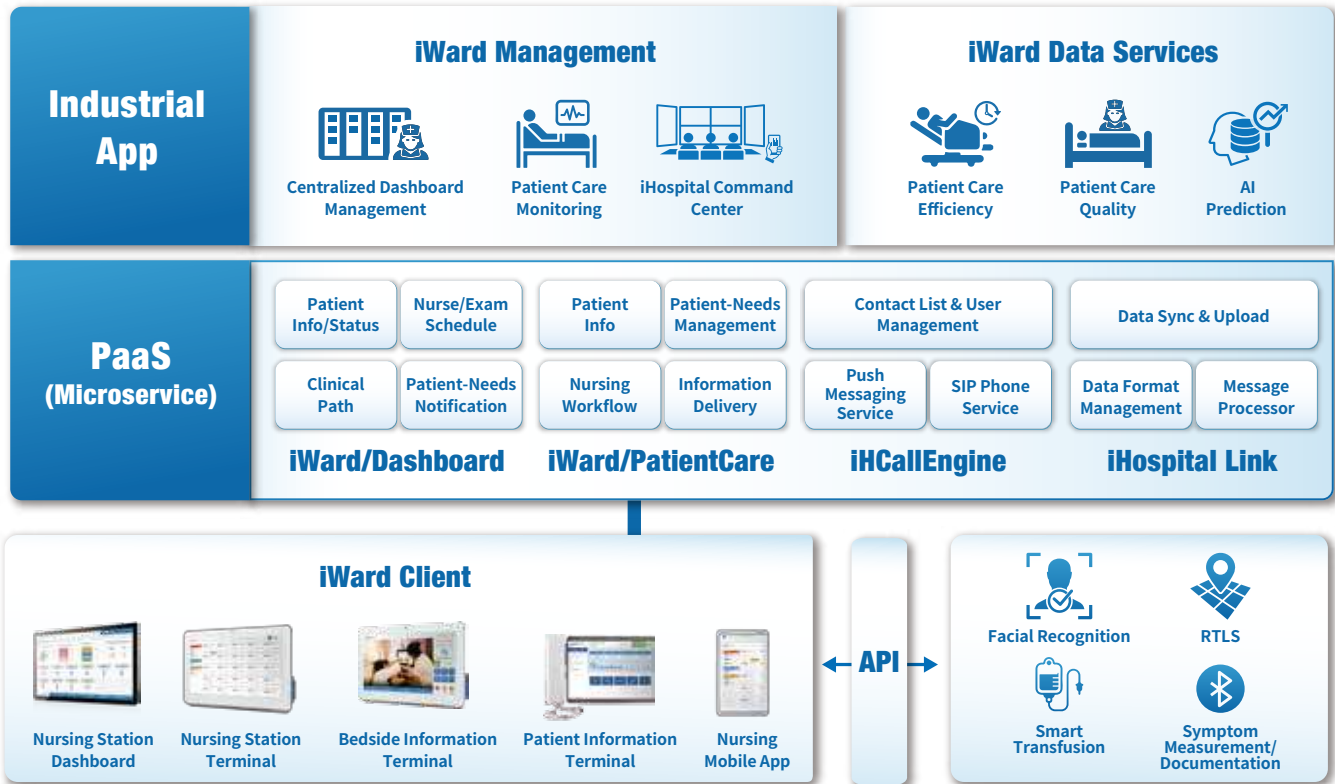 Industrial
App
iWard Management
Centralized Dashboard
Management
Patient Care
Monitoring
iHospital Command
Center
iWard Data Services
Patient Care
Efficiency
Patient Care
Quality
AI
Prediction
PaaS
(Microservice)
Patient
Info/Status
Nurse/Exam
Schedule
Clinical
Path
Patient-Needs
Notification
iWard/Dashboard
Patient
Info
Patient-Needs
Management
Nursing
Workflow
Information
Delivery
iWard/PatientCare
Contact List & User
Management
Push
Messaging
Service
SIP Phone
Service
iHCallEngine
Data Sync & Upload
Data Format
Management
Message
Processor
iHospital Link
iWard Client
Nursing Station
Dashboard
Nursing Station
Terminal
Bedside Information
Terminal
Patient Information
Terminal
Nursing
Mobile App
API
Facial Recognition
RTLS
Smart
Transfusion
Symptom
Measurement/
Documentation